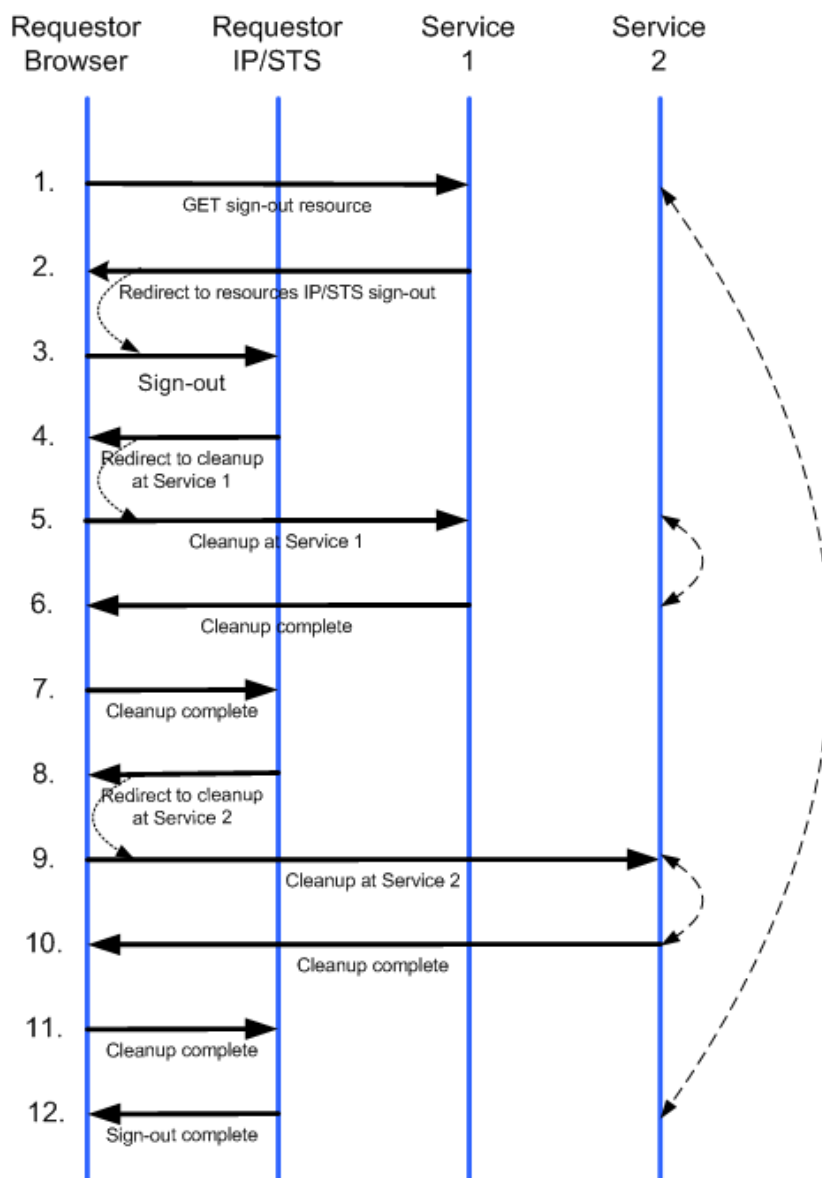 Requestor
Browser
Requestor
IP/STS
Service
1
Service
2
1.
GET sign-out resource
2.
Redirect to resources IP/STS sign-out
3.
Sign-out
4.
Redirect to cleanup
at Service 1
5.
Cleanup at Service 1
6.
Cleanup complete
7.
Cleanup complete
8.
Redirect to cleanup
at Service 2
9.
Cleanup at Service 2
10.
Cleanup complete
11.
Cleanup complete
12.
Sign-out complete